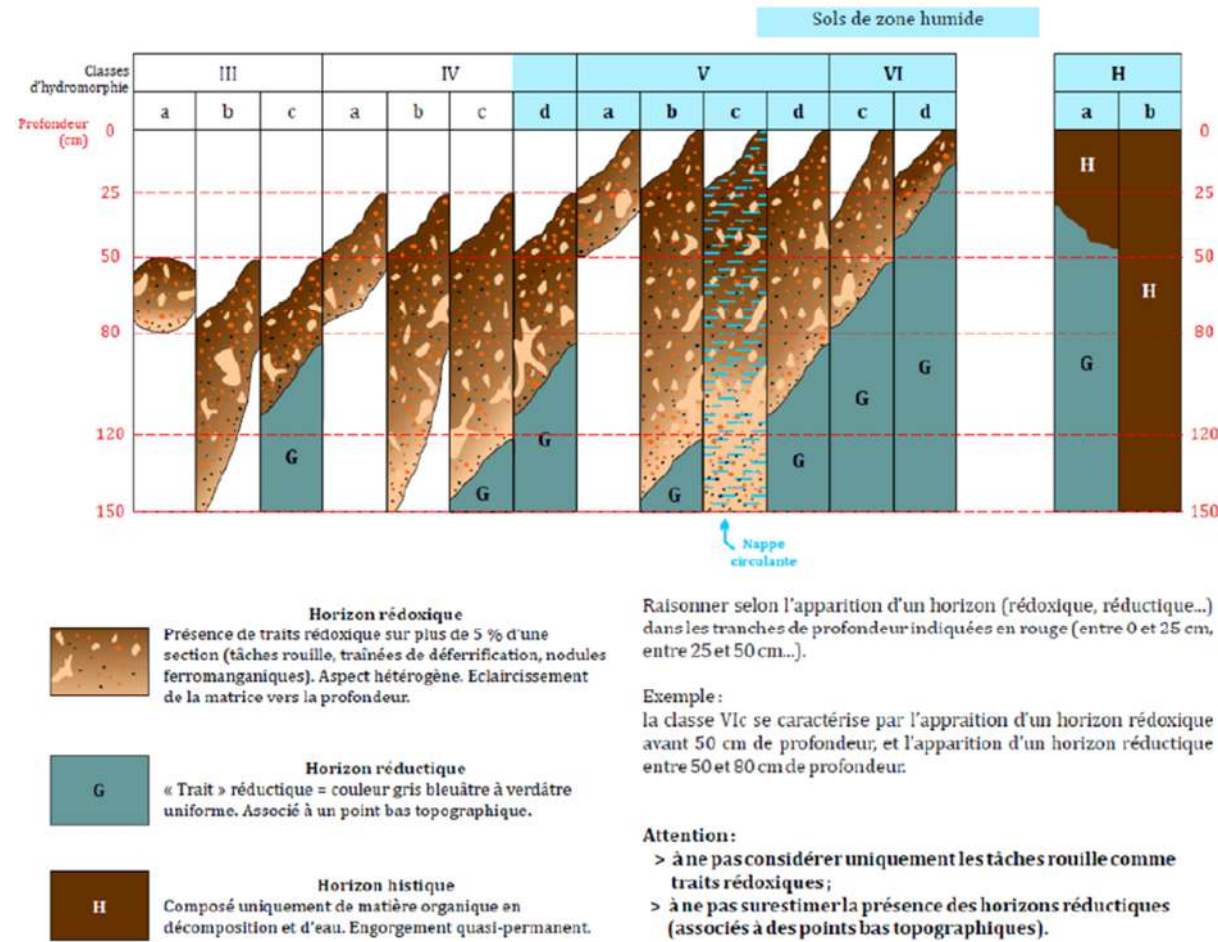 Sols de zone humide
Classes d'hydromorphie
III IV V VI H
a b c a b c d a b c d c d a b
Profondeur (cm)
0 0
H
25 25
50 50
H
80 80
G
G
G
120 120
G G
G
G G
150 150
Nappe
circulante
Horizon rédoxique
Présence de traits rédoxique sur plus de 5 % d'une
section (tâches rouille, traînées de déferrification, nodules
ferromanganiques). Aspect hétérogène. Eclaircissement
de la matrice vers la profondeur.
G
Horizon réductique
« Trait » réductique = couleur gris bleuâtre à verdâtre
uniforme. Associé à un point bas topographique.
H
Horizon histique
Composé uniquement de matière organique en
décomposition et d'eau. Engorgement quasi-permanent.
Raisonner selon l'apparition d'un horizon (rédoxique, réductique...)
dans les tranches de profondeur indiquées en rouge (entre 0 et 25 cm,
entre 25 et 50 cm...).
Exemple :
la classe VIc se caractérise par l'appraition d'un horizon rédoxique
avant 50 cm de profondeur, et l'apparition d'un horizon réductique
entre 50 et 80 cm de profondeur.
Attention :
> à ne pas considérer uniquement les tâches rouille comme
traits rédoxiques ;
> à ne pas surestimer la présence des horizons réductiques
(associés à des points bas topographiques).